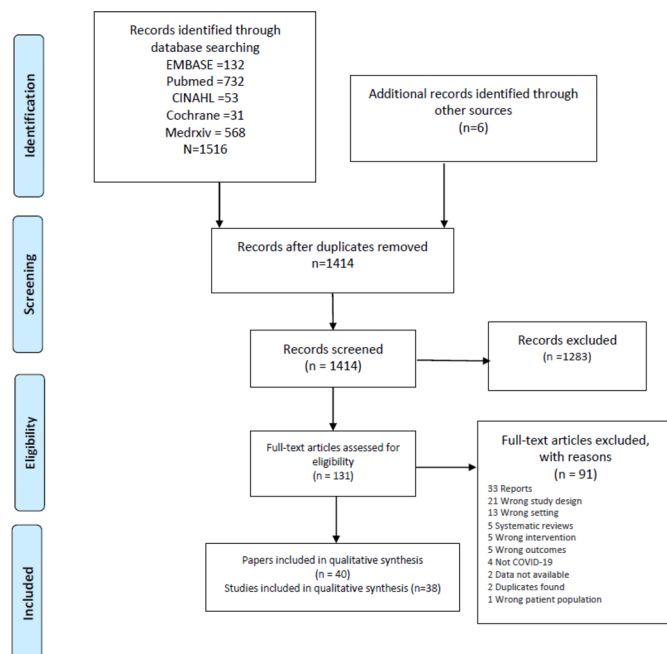 Identification
Records identified through
database searching
EMBASE =132
Pubmed =732
CINAHL =53
Cochrane =31
Medrxiv = 568
N=1516
Additional records identified through
other sources
(n=6)
Screening
Records after duplicates removed
n=1414
Records screened
(n = 1414)
Records excluded
(n =1283)
Eligibility
Full-text articles assessed for
eligibility
(n = 131)
Full-text articles excluded,
with reasons
(n = 91)
33 Reports
21 Wrong study design
13 Wrong setting
5 Systematic reviews
5 Wrong intervention
5 Wrong outcomes
4 Not COVID-19
2 Data not available
2 Duplicates found
1 Wrong patient population
Included
Papers included in qualitative synthesis
(n = 40)
Studies included in qualitative synthesis (n=38)